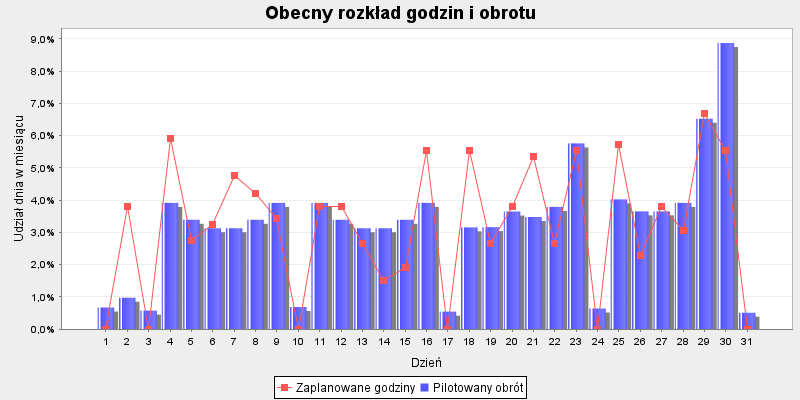 Obecny rozkład godzin i obrotu
Udział dnia w miesiącu
9,0%
8,0%
7,0%
6,0%
5,0%
4,0%
3,0%
2,0%
1,0%
0,0%
1 2 3 4 5 6 7 8 9 10 11 12 13 14 15 16 17 18 19 20 21 22 23 24 25 26 27 28 29 30 31
Dzień
Zaplanowane godziny Pilotowany obrót